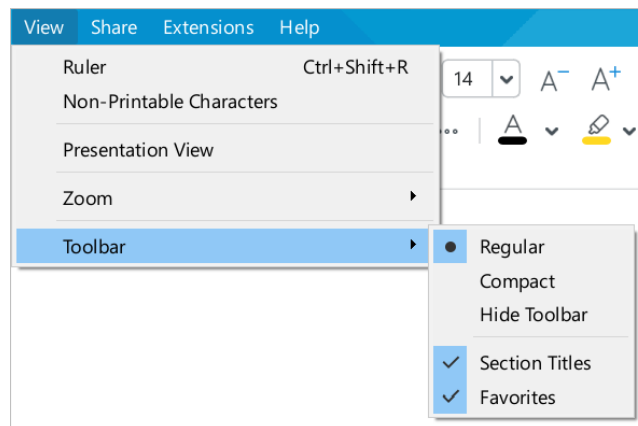 View Share Extensions Help
Ruler Ctrl+Shift+R
14 A− A+
Non-Printable Characters
A
Presentation View
Zoom
Toolbar
Regular
Compact
Hide Toolbar
Section Titles
Favorites